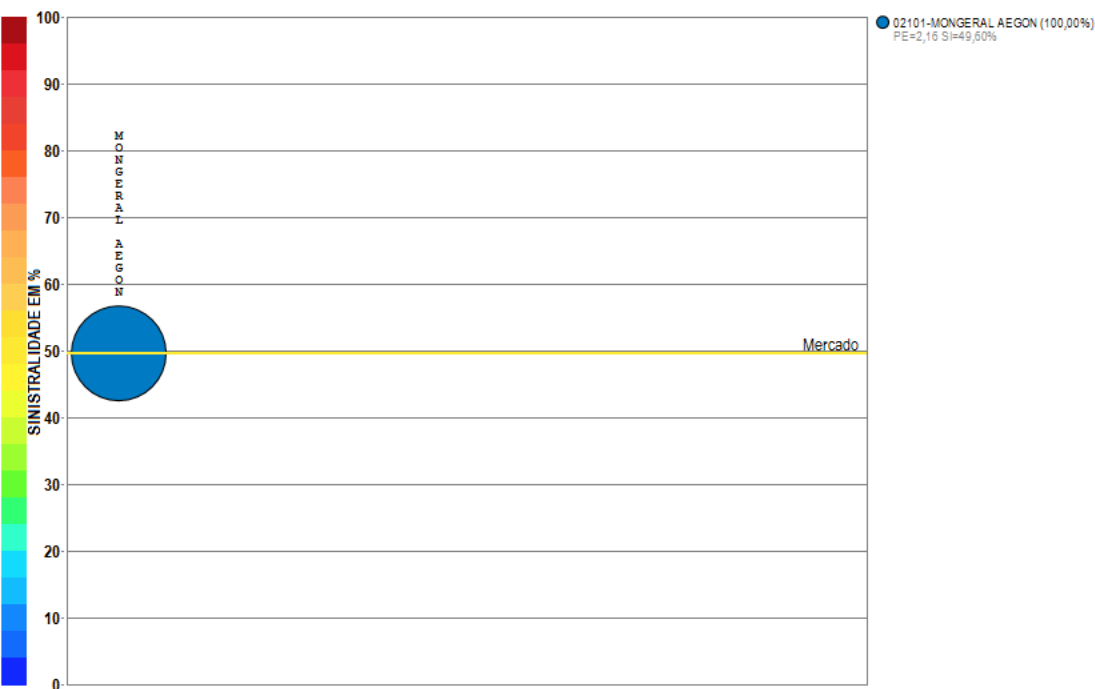 100
90
80
70
60
50
40
30
20
10
0
SINISTRALIDADE EM %
MONGERAL AEGON
Mercado
02101-MONGERAL AEGON (100,00%)
PE=2,16 SI=49,60%